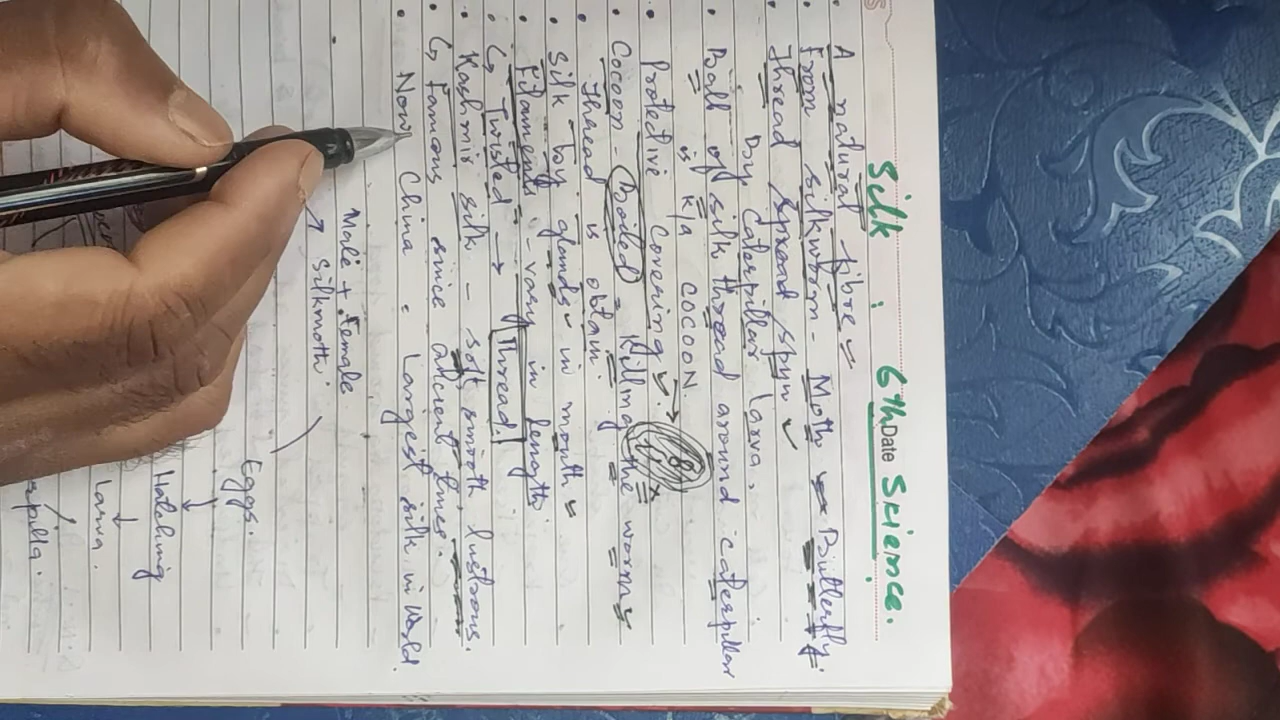 Silk : 6th Skience.
Date
• A natural fibre
• From silkworm - Moth Butterfly.
• Thread spread spun
By caterpillar larva,
• Ball of silk thread around caterpillar
is k/a COCOON.
• Protective covering
Cocoon - Boiled = Killing the worms
• Thread is obtain.
• Silk by glands in mouth
• Filaments - vary in length
↳ Twisted → Thread.
• Kashmir silk - soft smooth, lustrous.
↳ famous since ancient times.
• Now China = Largest silk in World.
Male + Female
→ Silkmoth.
Eggs.
↓
Hatching
↓
Larva.